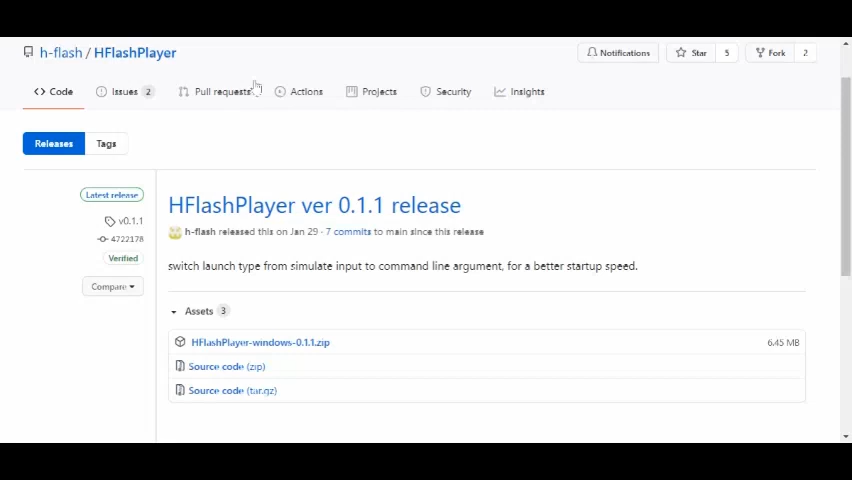 h-flash / HFlashPlayer
Notifications
Star 5
Fork 2
<> Code
Issues 2
Pull requests
Actions
Projects
Security
Insights
Releases
Tags
Latest release
v0.1.1
4722178
Verified
Compare
HFlashPlayer ver 0.1.1 release
h-flash released this on Jan 29 · 7 commits to main since this release
switch launch type from simulate input to command line argument, for a better startup speed.
Assets 3
HFlashPlayer-windows-0.1.1.zip 6.45 MB
Source code (zip)
Source code (tar.gz)